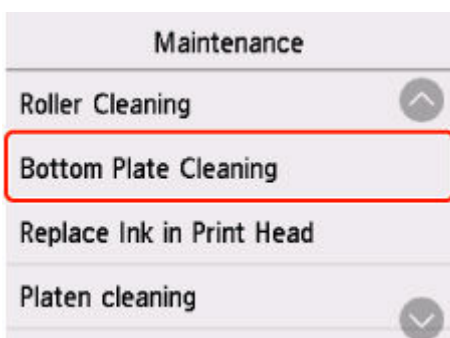 Maintenance
Roller Cleaning
Bottom Plate Cleaning
Replace Ink in Print Head
Platen cleaning